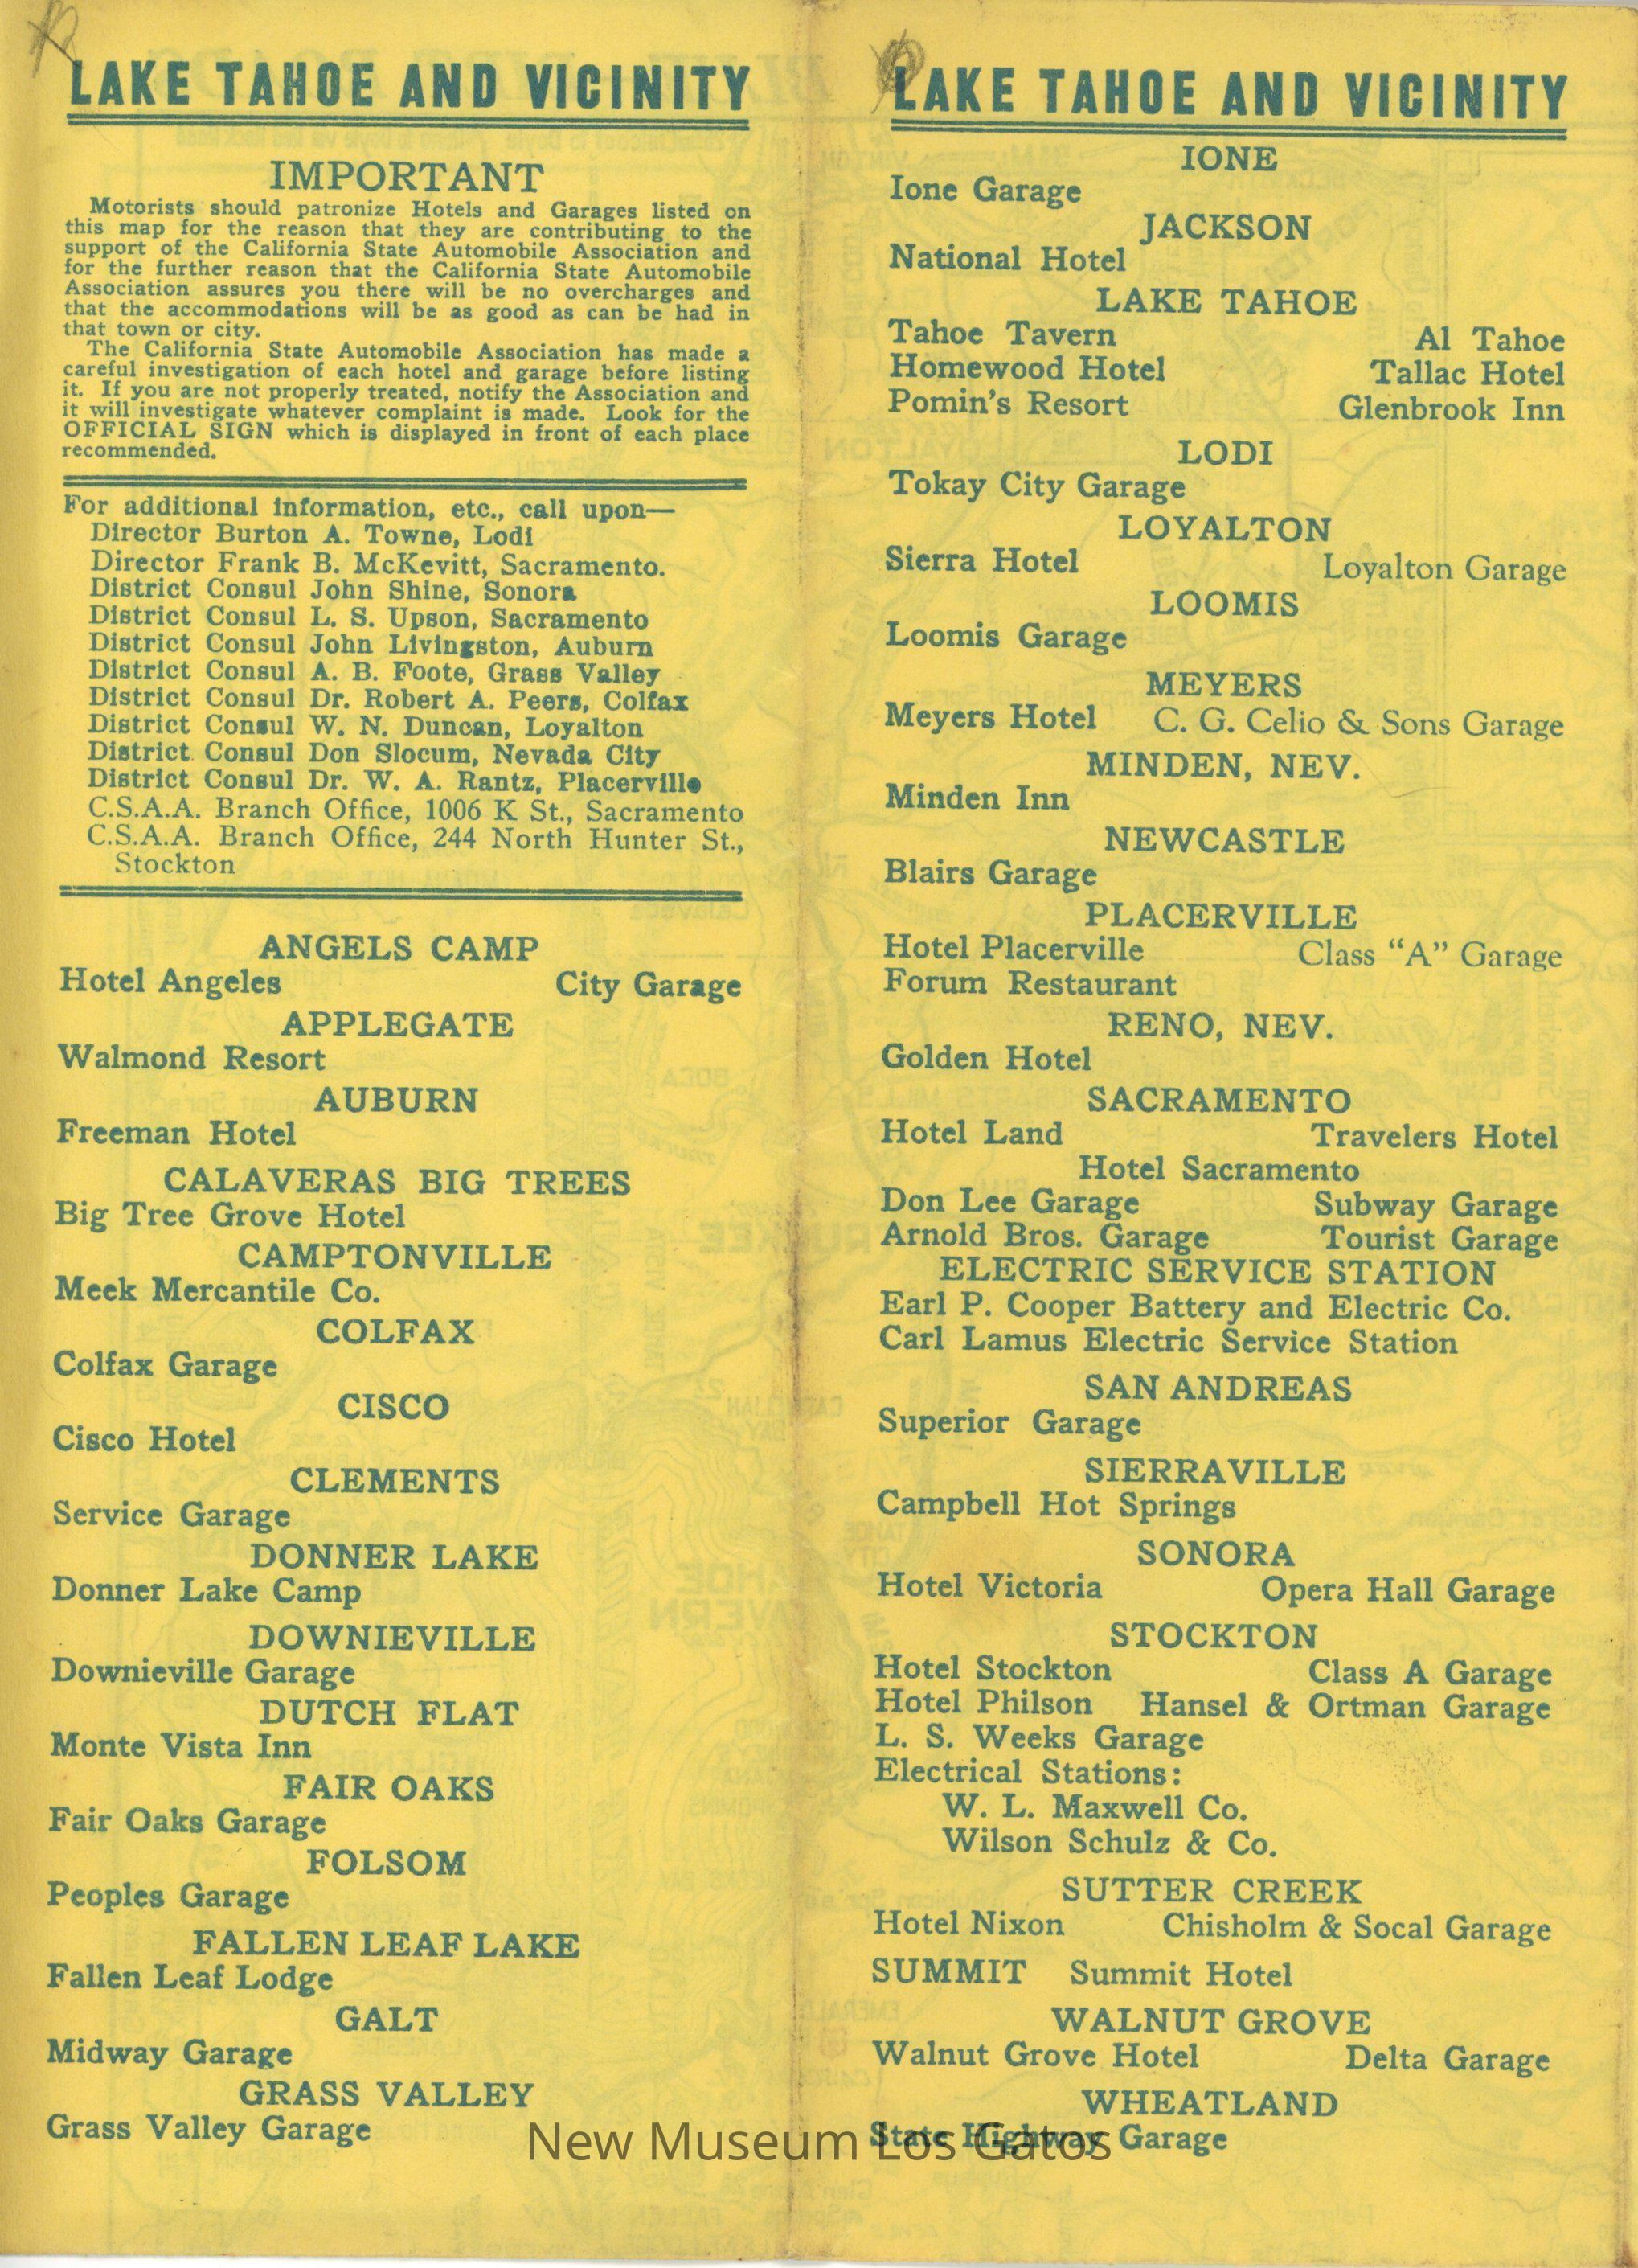 LAKE TAHOE AND VICINITY
IMPORTANT
Motorists should patronize Hotels and Garages listed on
this map for the reason that they are contributing to the
support of the California State Automobile Association and
for the further reason that the California State Automobile
Association assures you there will be no overcharges and
that the accommodations will be as good as can be had in
that town or city.
The California State Automobile Association has made a
careful investigation of each hotel and garage before listing
it. If you are not properly treated, notify the Association and
it will investigate whatever complaint is made. Look for the
OFFICIAL SIGN which is displayed in front of each place
recommended.
For additional information, etc., call upon—
Director Burton A. Towne, Lodi
Director Frank B. McKevitt, Sacramento.
District Consul John Shine, Sonora
District Consul L. S. Upson, Sacramento
District Consul John Livingston, Auburn
District Consul A. B. Foote, Grass Valley
District Consul Dr. Robert A. Peers, Colfax
District Consul W. N. Duncan, Loyalton
District Consul Don Slocum, Nevada City
District Consul Dr. W. A. Rantz, Placerville
C.S.A.A. Branch Office, 1006 K St., Sacramento
C.S.A.A. Branch Office, 244 North Hunter St.,
Stockton
ANGELS CAMP
Hotel Angeles City Garage
APPLEGATE
Walmond Resort
AUBURN
Freeman Hotel
CALAVERAS BIG TREES
Big Tree Grove Hotel
CAMPTONVILLE
Meek Mercantile Co.
COLFAX
Colfax Garage
CISCO
Cisco Hotel
CLEMENTS
Service Garage
DONNER LAKE
Donner Lake Camp
DOWNIEVILLE
Downieville Garage
DUTCH FLAT
Monte Vista Inn
FAIR OAKS
Fair Oaks Garage
FOLSOM
Peoples Garage
FALLEN LEAF LAKE
Fallen Leaf Lodge
GALT
Midway Garage
GRASS VALLEY
Grass Valley Garage
LAKE TAHOE AND VICINITY
IONE
Ione Garage
JACKSON
National Hotel
LAKE TAHOE
Tahoe Tavern Al Tahoe
Homewood Hotel Tallac Hotel
Pomin's Resort Glenbrook Inn
LODI
Tokay City Garage
LOYALTON
Sierra Hotel Loyalton Garage
LOOMIS
Loomis Garage
MEYERS
Meyers Hotel C. G. Celio & Sons Garage
MINDEN, NEV.
Minden Inn
NEWCASTLE
Blairs Garage
PLACERVILLE
Hotel Placerville Class "A" Garage
Forum Restaurant
RENO, NEV.
Golden Hotel
SACRAMENTO
Hotel Land Travelers Hotel
Hotel Sacramento
Don Lee Garage Subway Garage
Arnold Bros. Garage Tourist Garage
ELECTRIC SERVICE STATION
Earl P. Cooper Battery and Electric Co.
Carl Lamus Electric Service Station
SAN ANDREAS
Superior Garage
SIERRAVILLE
Campbell Hot Springs
SONORA
Hotel Victoria Opera Hall Garage
STOCKTON
Hotel Stockton Class A Garage
Hotel Philson Hansel & Ortman Garage
L. S. Weeks Garage
Electrical Stations:
W. L. Maxwell Co.
Wilson Schulz & Co.
SUTTER CREEK
Hotel Nixon Chisholm & Socal Garage
SUMMIT Summit Hotel
WALNUT GROVE
Walnut Grove Hotel Delta Garage
WHEATLAND
State Highway Garage
New Museum Los Gatos